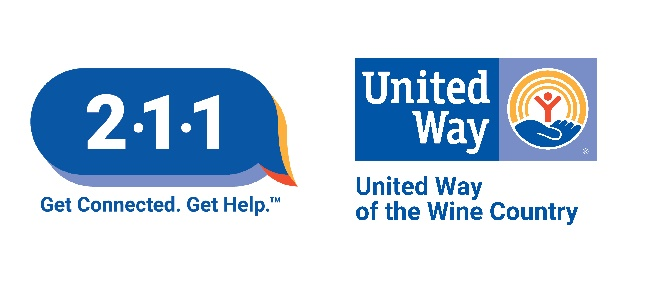 2·1·1
Get Connected. Get Help.™
United
Way
®
United Way
of the Wine Country